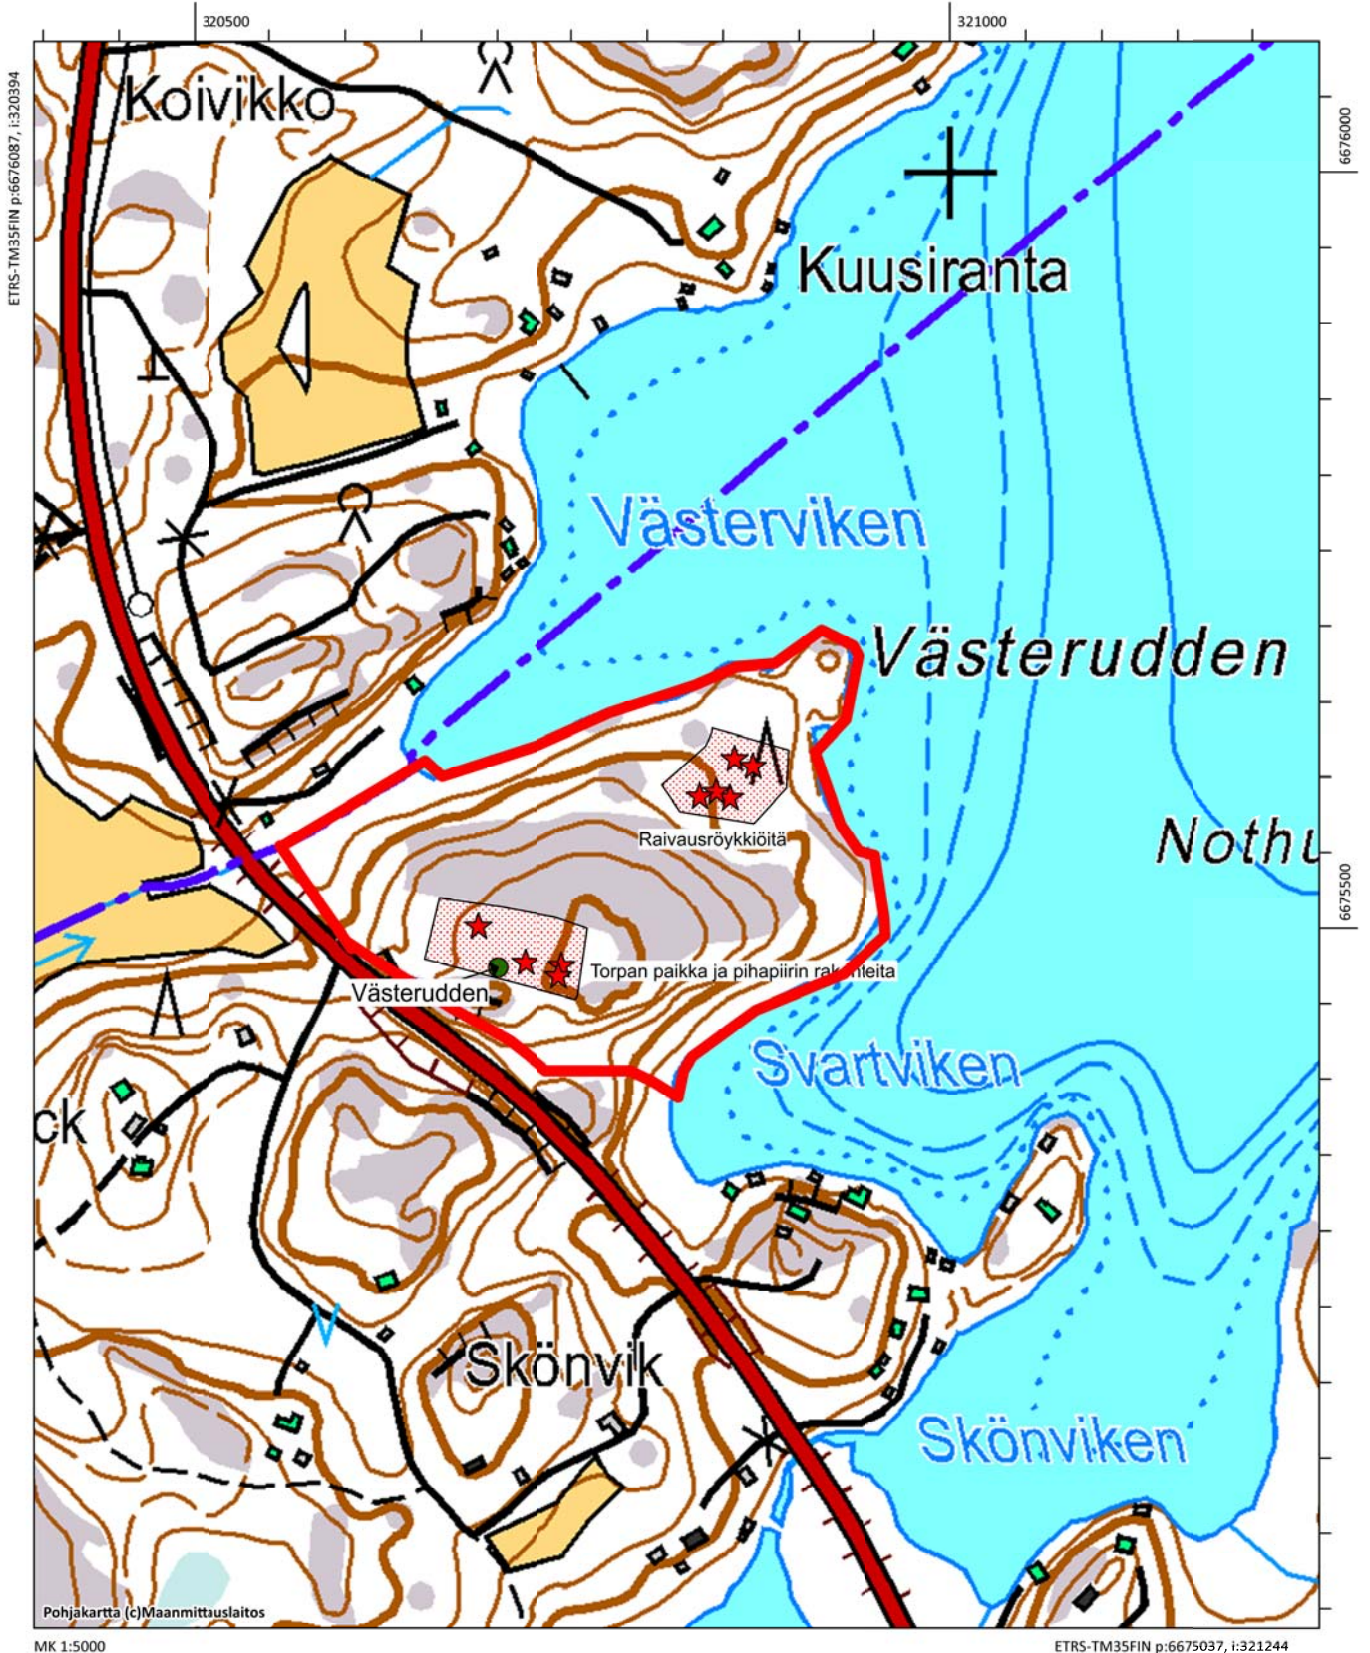 320500
321000
ETRS-TM35FIN p:6676087, i:320394
6676000
Koivikko
Kuusiranta
Västerviken
Västerudden
Nothu
6675500
Raivausröykkiöitä
Torpan paikka ja pihapiirin rakenteita
Västerudden
Svartviken
ck
Skönvik
Skönviken
Pohjakartta (c)Maanmittauslaitos
MK 1:5000
ETRS-TM35FIN p:6675037, i:321244